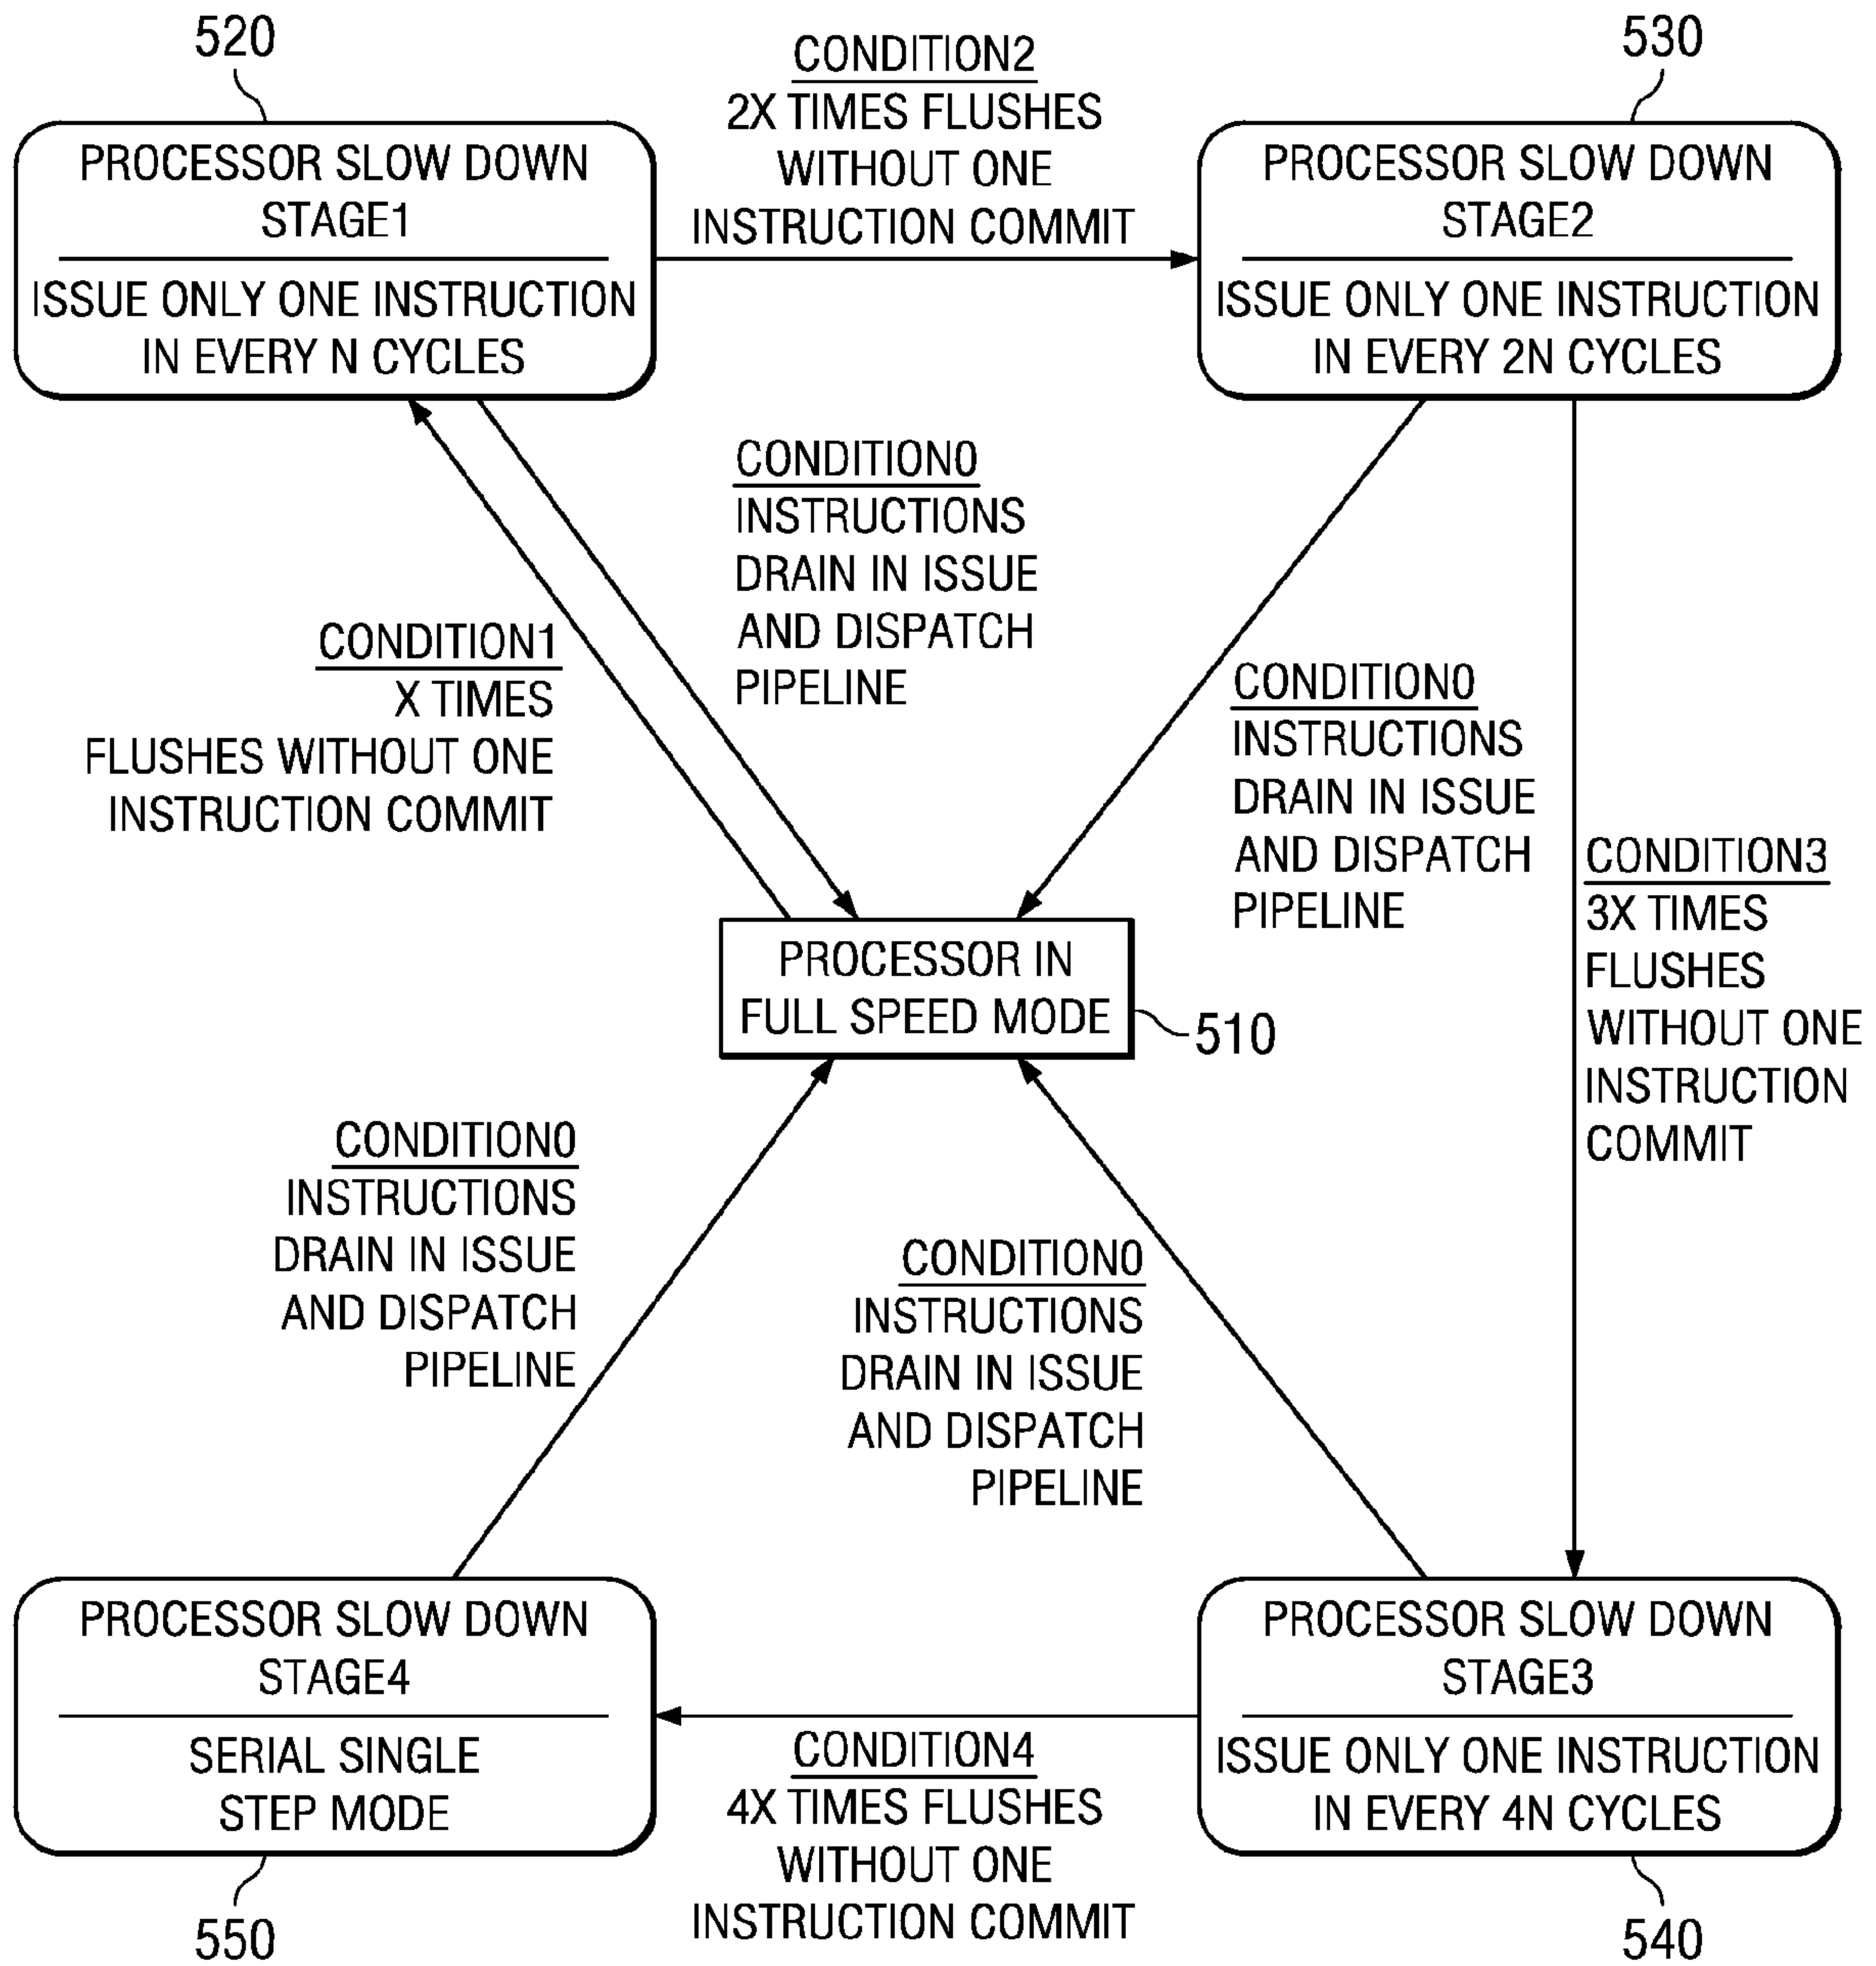 520
530
PROCESSOR SLOW DOWN
STAGE1
ISSUE ONLY ONE INSTRUCTION
IN EVERY N CYCLES
CONDITION2
2X TIMES FLUSHES
WITHOUT ONE
INSTRUCTION COMMIT
PROCESSOR SLOW DOWN
STAGE2
ISSUE ONLY ONE INSTRUCTION
IN EVERY 2N CYCLES
CONDITION1
X TIMES
FLUSHES WITHOUT ONE
INSTRUCTION COMMIT
CONDITION0
INSTRUCTIONS
DRAIN IN ISSUE
AND DISPATCH
PIPELINE
CONDITION0
INSTRUCTIONS
DRAIN IN ISSUE
AND DISPATCH
PIPELINE
CONDITION3
3X TIMES
FLUSHES
WITHOUT ONE
INSTRUCTION
COMMIT
PROCESSOR IN
FULL SPEED MODE
510
CONDITION0
INSTRUCTIONS
DRAIN IN ISSUE
AND DISPATCH
PIPELINE
CONDITION0
INSTRUCTIONS
DRAIN IN ISSUE
AND DISPATCH
PIPELINE
PROCESSOR SLOW DOWN
STAGE4
SERIAL SINGLE
STEP MODE
CONDITION4
4X TIMES FLUSHES
WITHOUT ONE
INSTRUCTION COMMIT
PROCESSOR SLOW DOWN
STAGE3
ISSUE ONLY ONE INSTRUCTION
IN EVERY 4N CYCLES
550
540